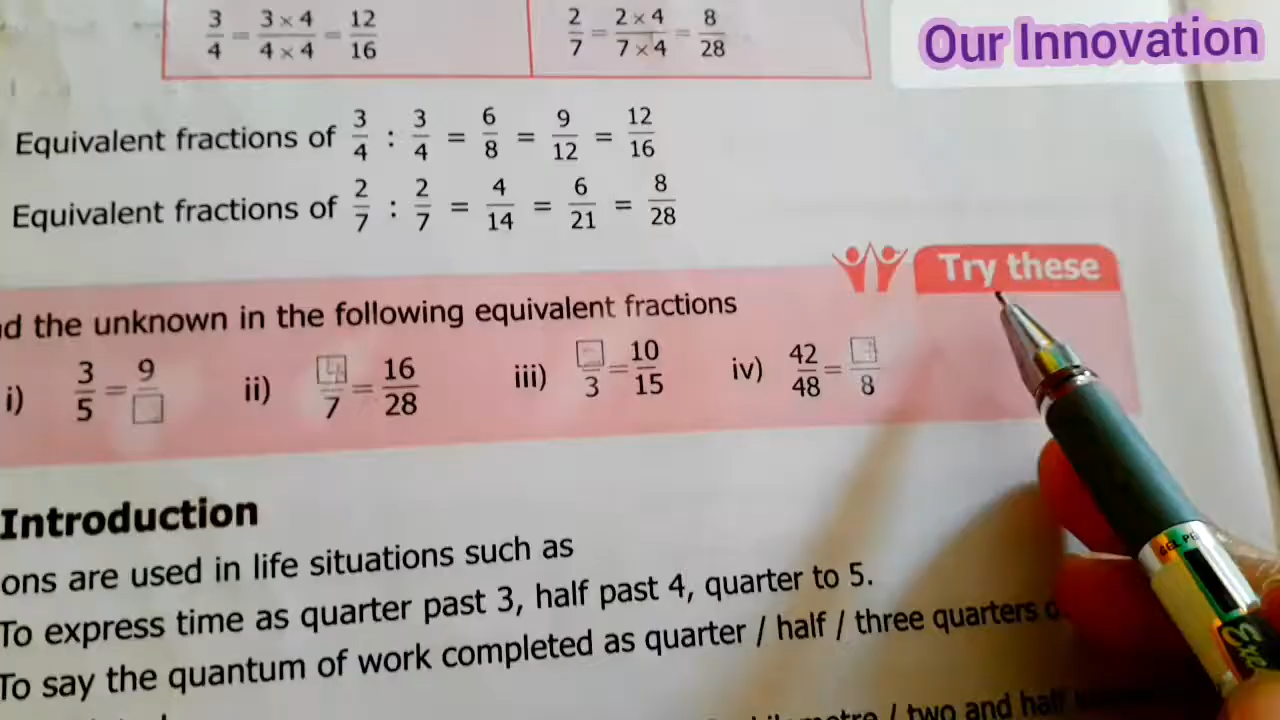 3/4 = 3 × 4/4 × 4 = 12/16    2/7 = 2 × 4/7 × 4 = 8/28
Our Innovation
Equivalent fractions of 3/4 : 3/4 = 6/8 = 9/12 = 12/16
Equivalent fractions of 2/7 : 2/7 = 4/14 = 6/21 = 8/28
Try these
d the unknown in the following equivalent fractions
i) 3/5 = 9/□    ii) □/7 = 16/28    iii) □/3 = 10/15    iv) 42/48 = □/8
Introduction
ons are used in life situations such as
To express time as quarter past 3, half past 4, quarter to 5.
To say the quantum of work completed as quarter / half / three quarters
/ two and half
GEL PE